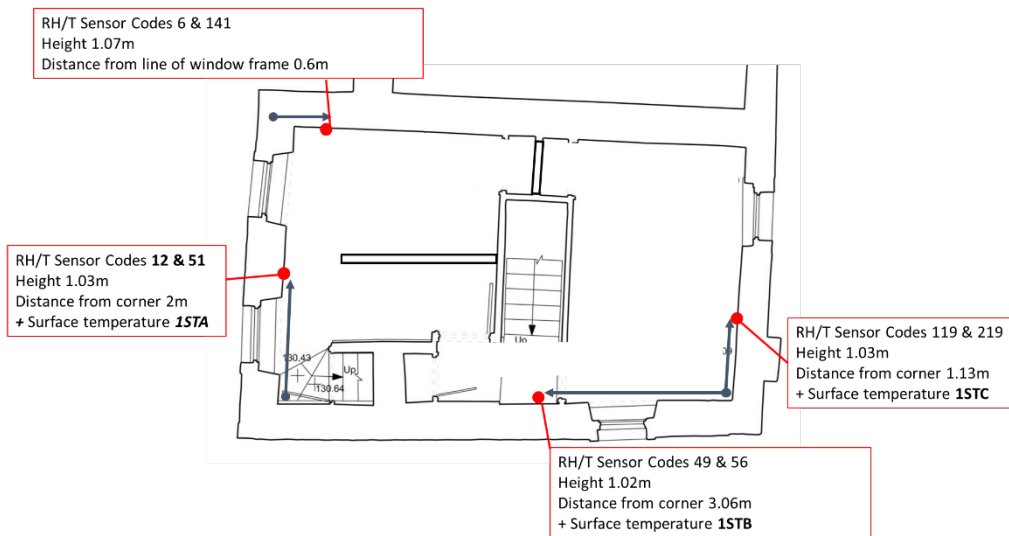 RH/T Sensor Codes 6 & 141
Height 1.07m
Distance from line of window frame 0.6m
RH/T Sensor Codes 12 & 51
Height 1.03m
Distance from corner 2m
+ Surface temperature 1STA
130.43
130.64
Up
Up
RH/T Sensor Codes 119 & 219
Height 1.03m
Distance from corner 1.13m
+ Surface temperature 1STC
RH/T Sensor Codes 49 & 56
Height 1.02m
Distance from corner 3.06m
+ Surface temperature 1STB